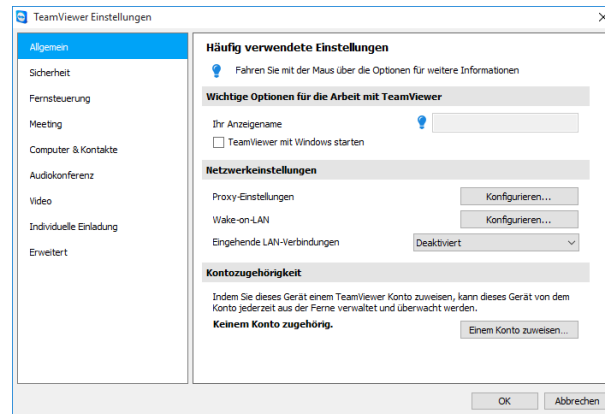 TeamViewer Einstellungen
Allgemein
Sicherheit
Fernsteuerung
Meeting
Computer & Kontakte
Audiokonferenz
Video
Individuelle Einladung
Erweitert
Häufig verwendete Einstellungen
Fahren Sie mit der Maus über die Optionen für weitere Informationen
Wichtige Optionen für die Arbeit mit TeamViewer
Ihr Anzeigename
TeamViewer mit Windows starten
Netzwerkeinstellungen
Proxy-Einstellungen Konfigurieren...
Wake-on-LAN Konfigurieren...
Eingehende LAN-Verbindungen Deaktiviert
Kontozugehörigkeit
Indem Sie dieses Gerät einem TeamViewer Konto zuweisen, kann dieses Gerät von dem
Konto jederzeit aus der Ferne verwaltet und überwacht werden.
Keinem Konto zugehörig. Einem Konto zuweisen...
OK Abbrechen